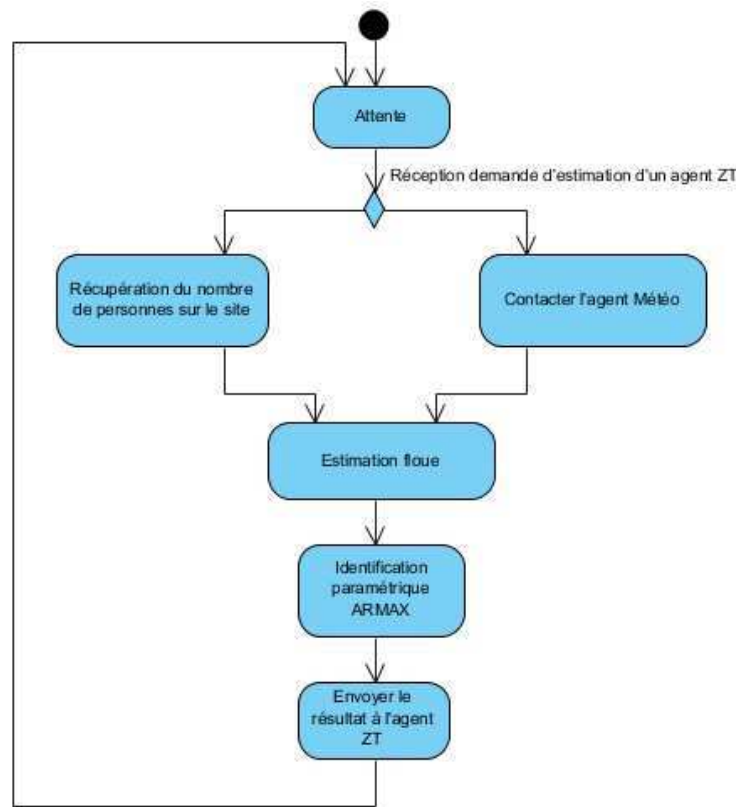 Attente
Réception demande d'estimation d'un agent ZT
Récupération du nombre
de personnes sur le site
Contacter l'agent Météo
Estimation floue
Identification
paramétrique
ARMAX
Envoyer le
résultat à l'agent
ZT